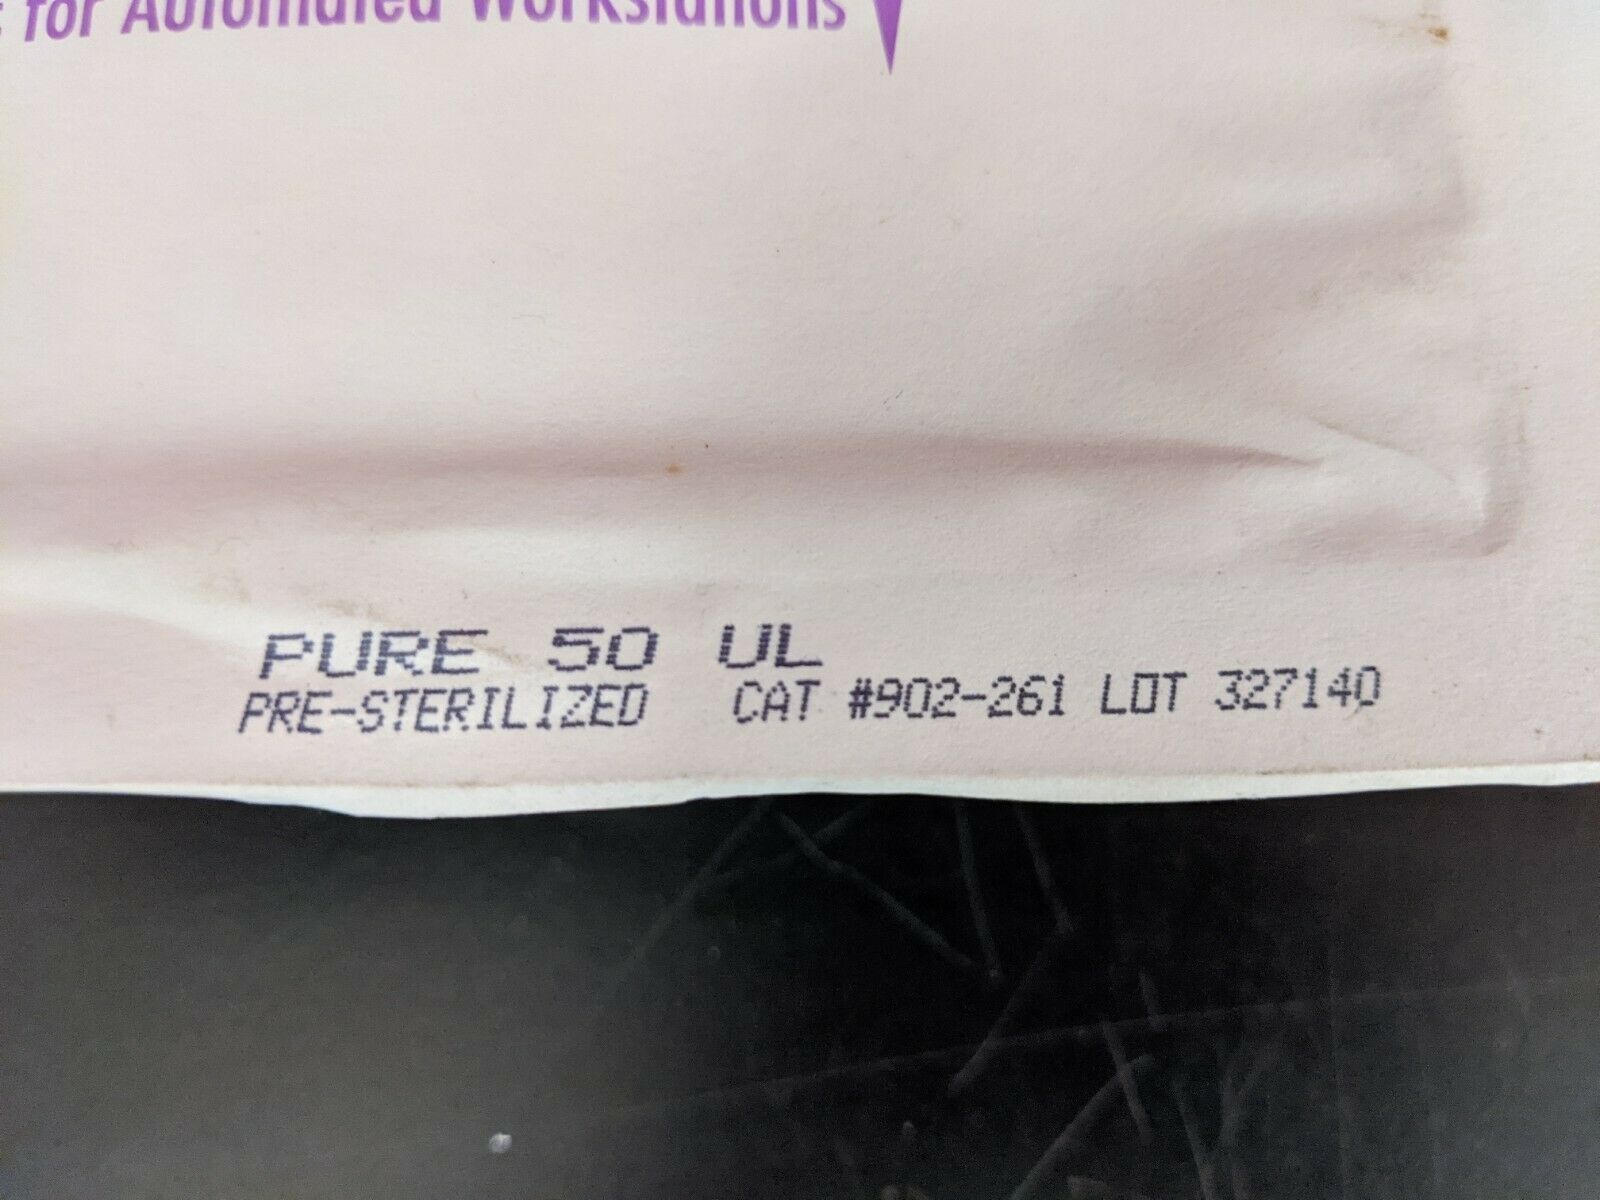 for Automated Workstations
PURE 50 UL
PRE-STERILIZED CAT #902-261 LOT 327140